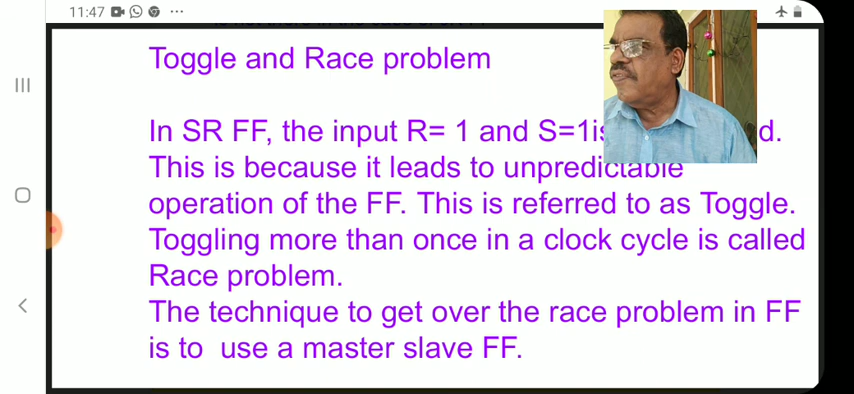 11:47
Toggle and Race problem
In SR FF, the input R= 1 and S=1is d.
This is because it leads to unpredictable
operation of the FF. This is referred to as Toggle.
Toggling more than once in a clock cycle is called
Race problem.
The technique to get over the race problem in FF
is to use a master slave FF.